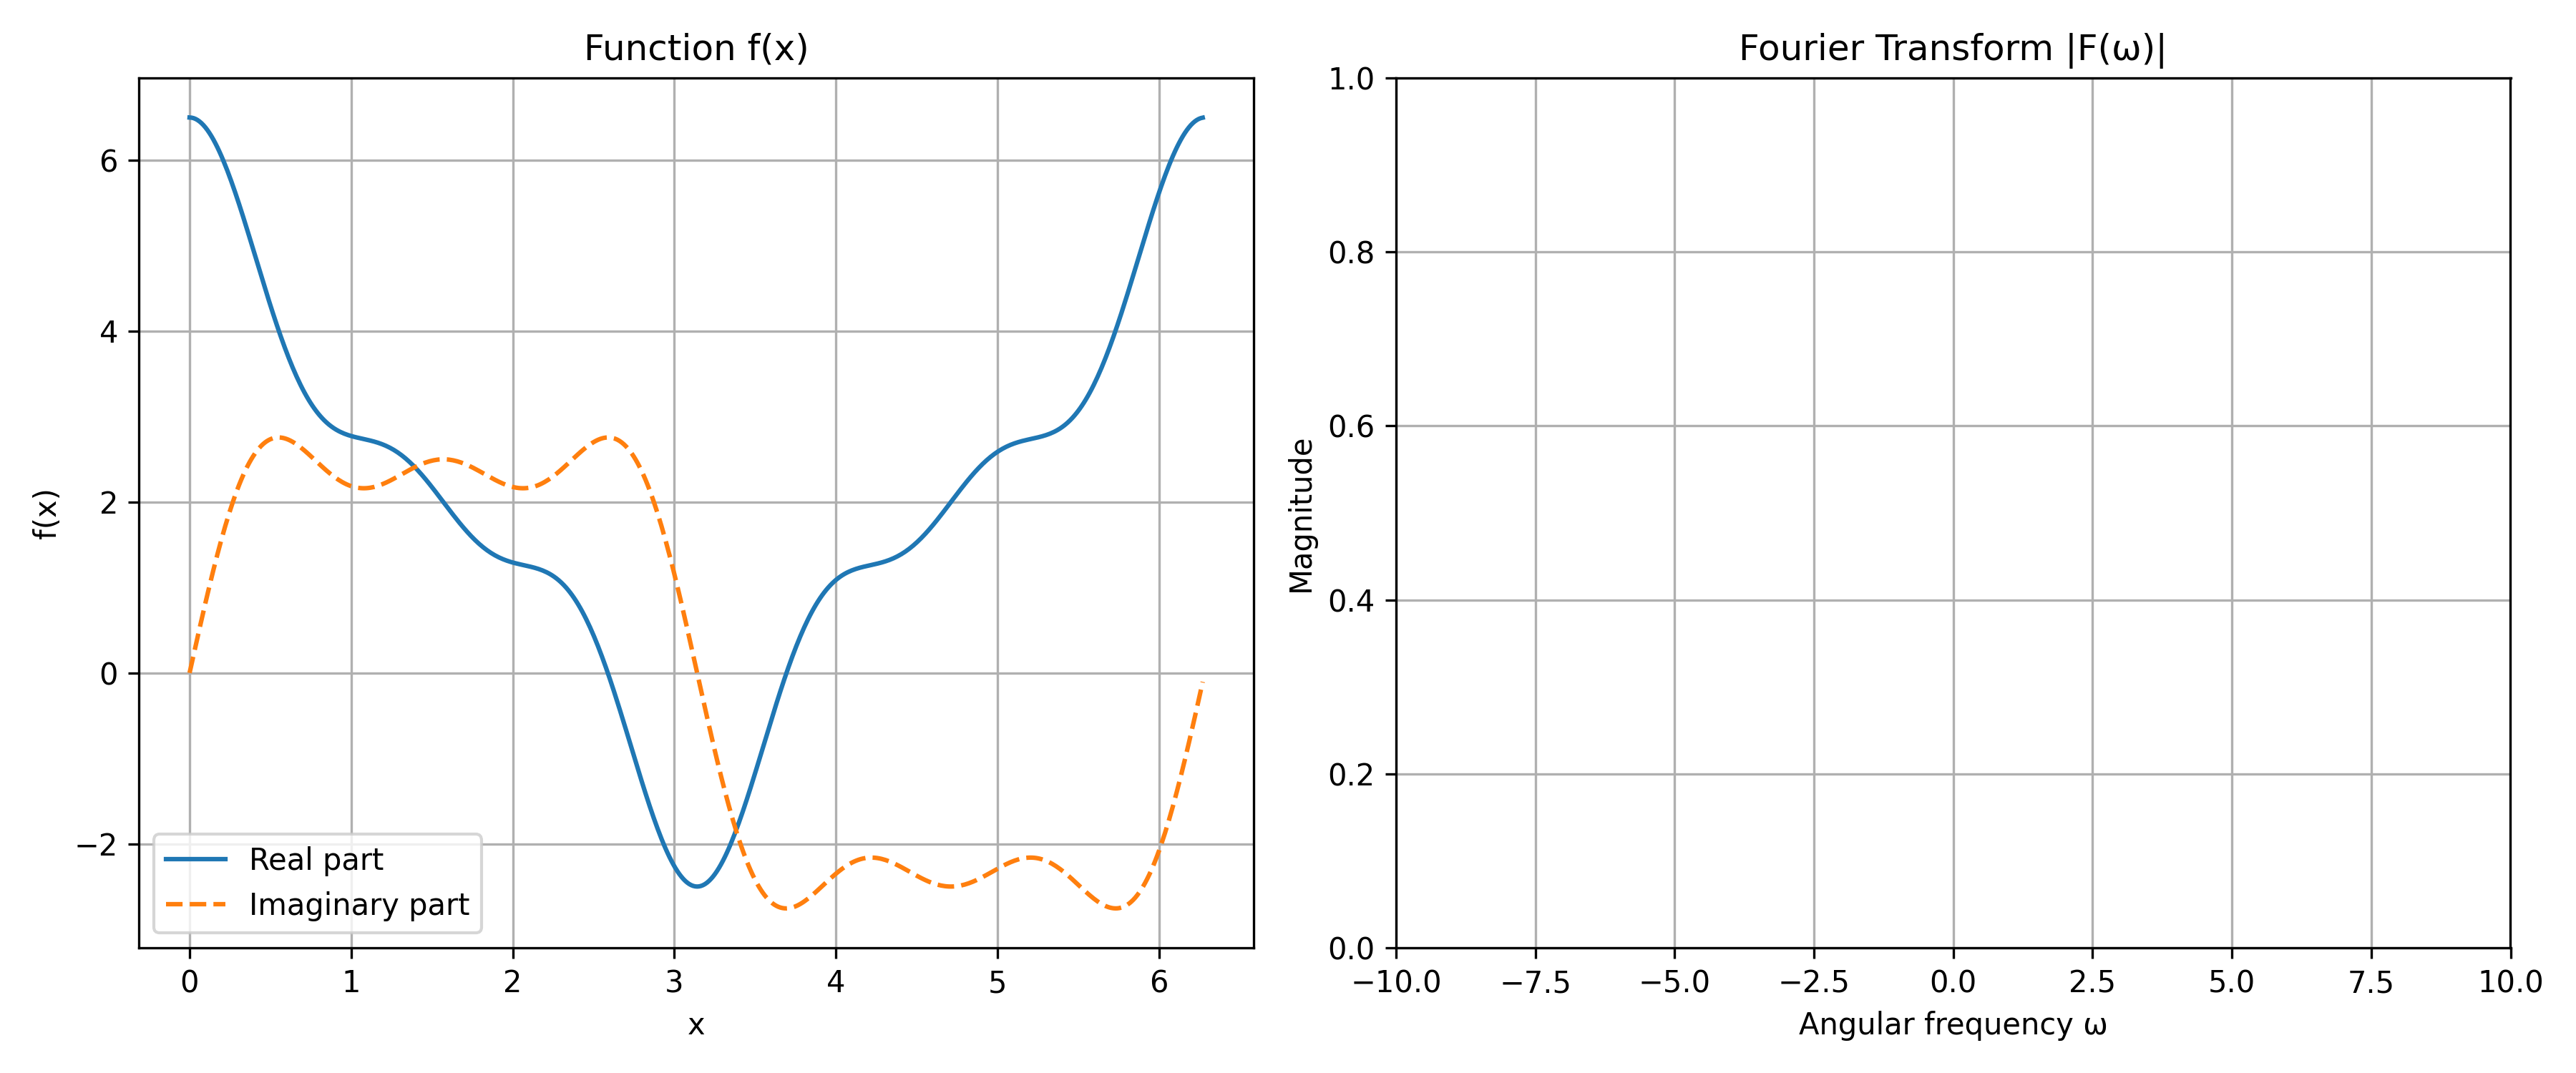 Function f(x)
f(x)
6
4
2
0
−2
Real part
Imaginary part
0 1 2 3 4 5 6
x
Fourier Transform |F(ω)|
Magnitude
1.0
0.8
0.6
0.4
0.2
0.0
−10.0 −7.5 −5.0 −2.5 0.0 2.5 5.0 7.5 10.0
Angular frequency ω